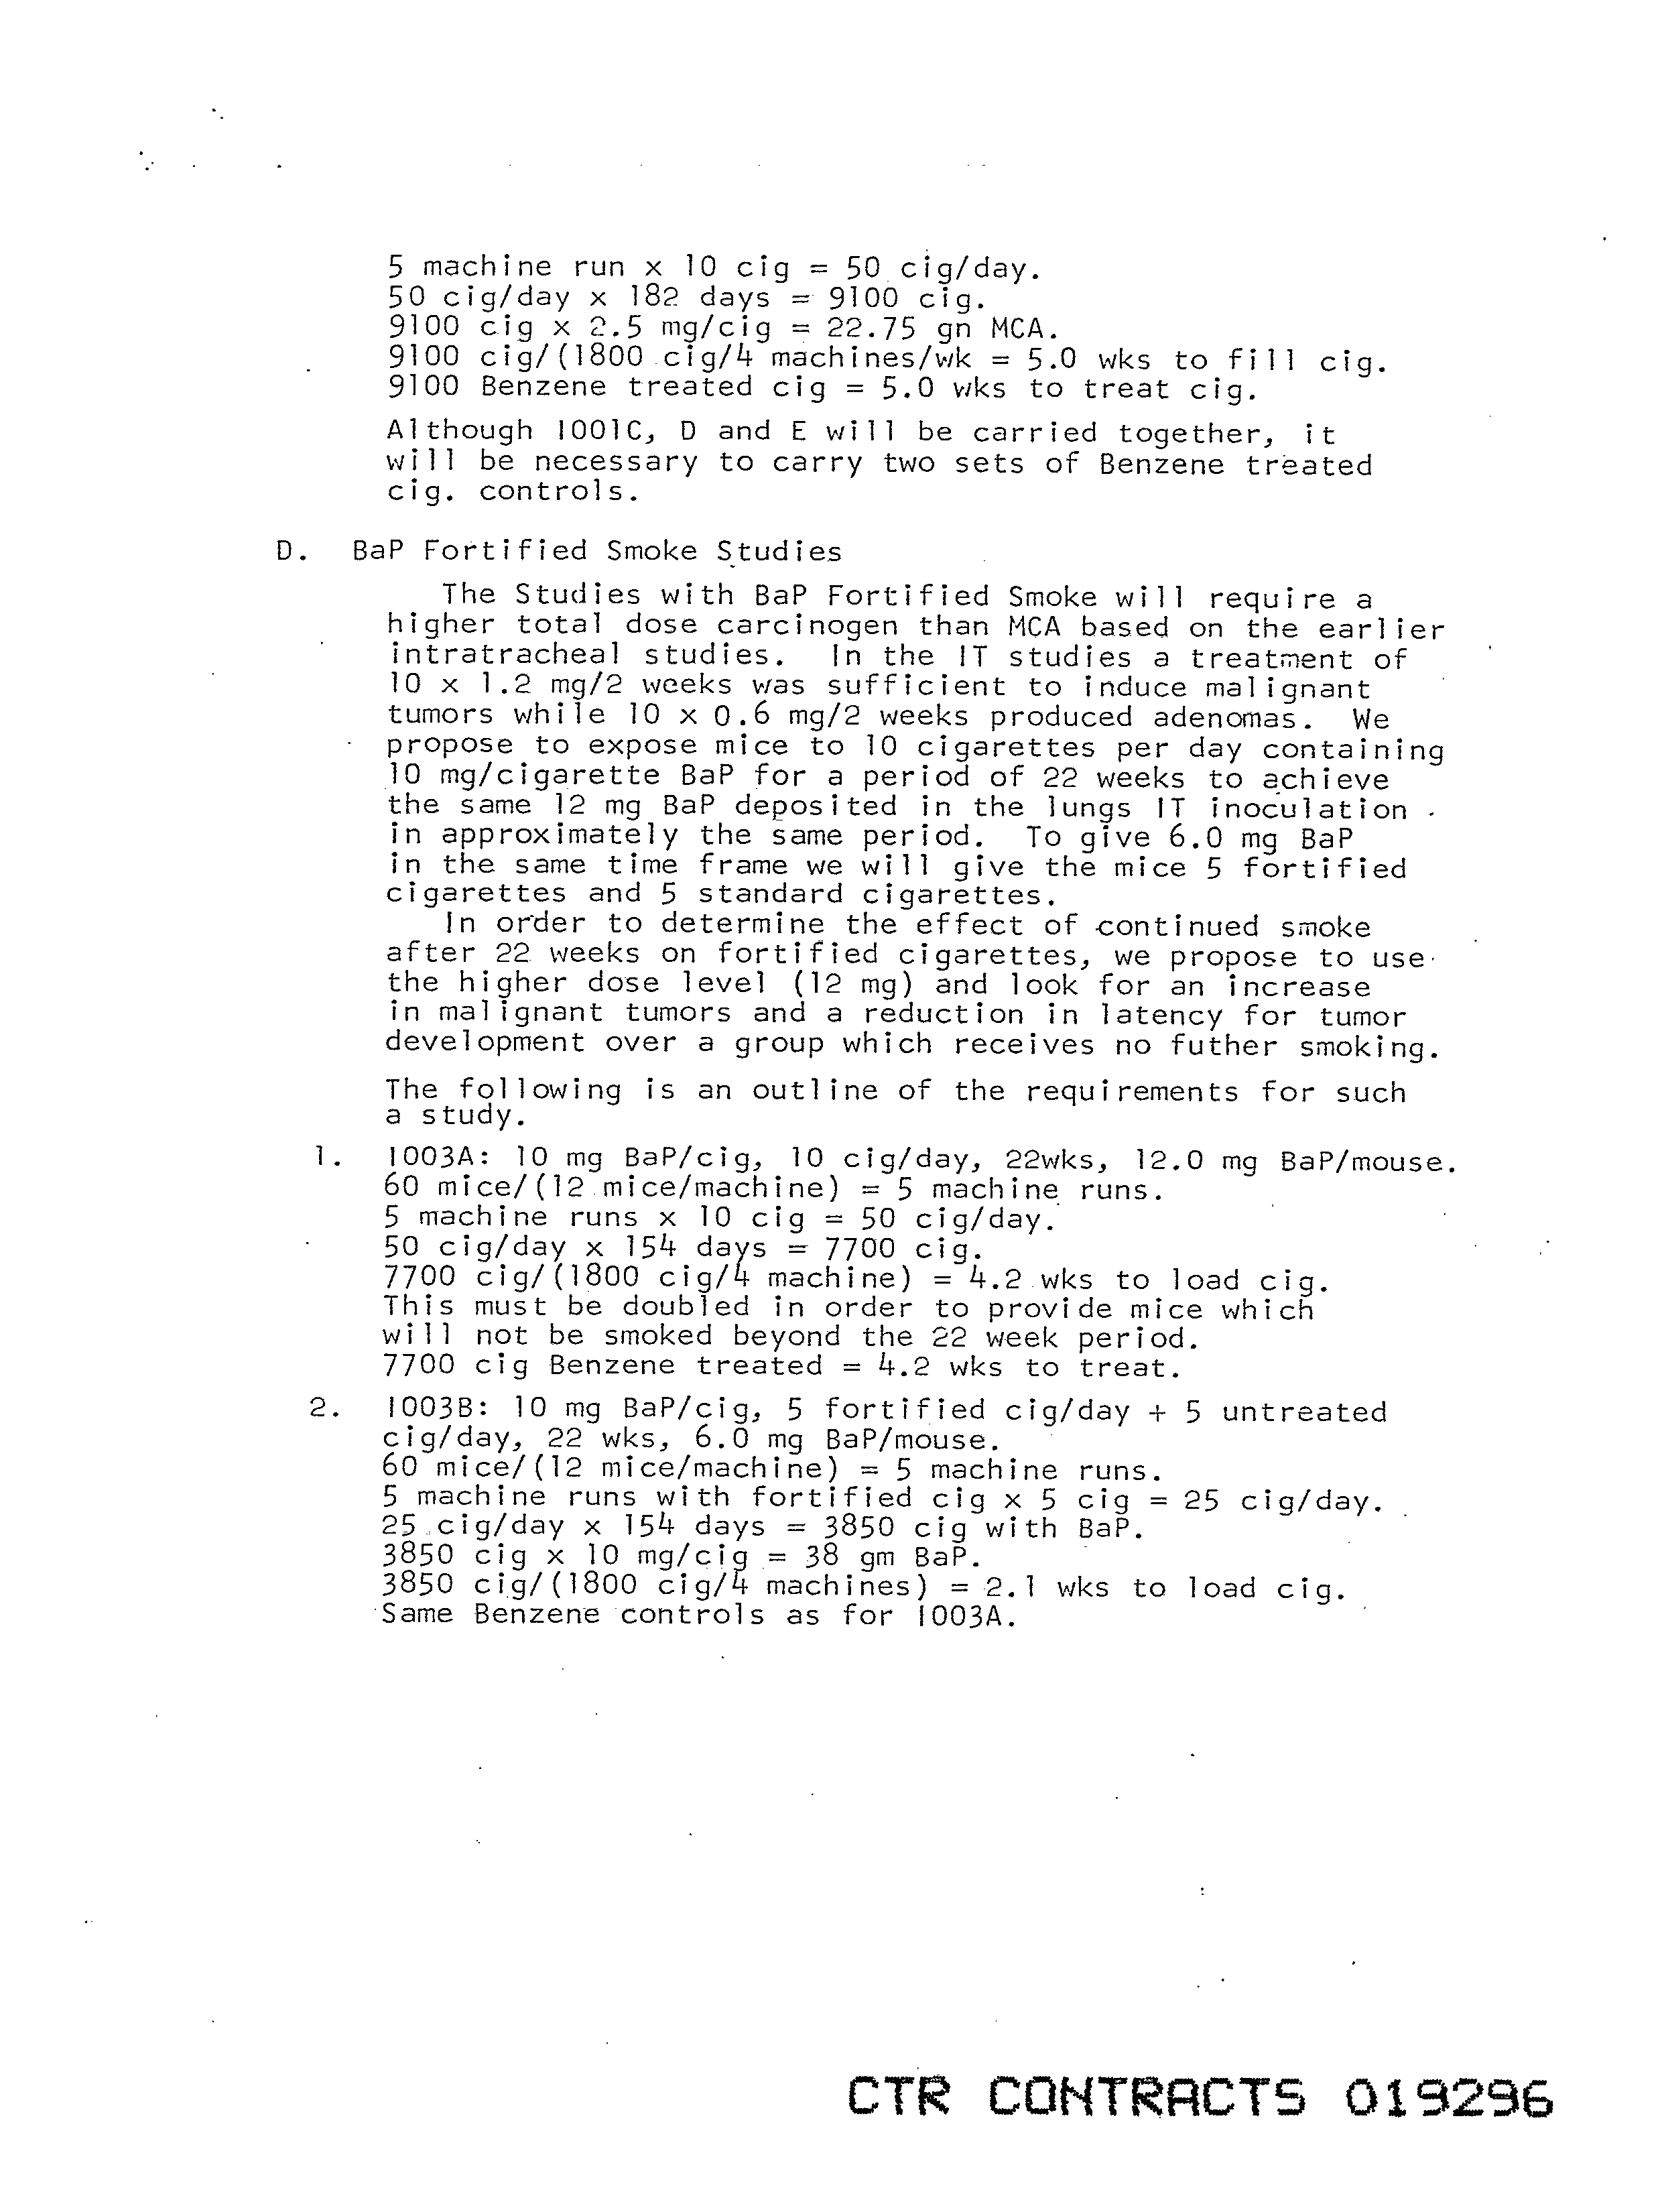 5 machine run x 10 cig = 50 cig/day.
50 cig/day x 182 days = 9100 cig.
9100 cig x 2.5 mg/cig = 22.75 gn MCA.
9100 cig/(1800 cig/4 machines/wk = 5.0 wks to fill cig.
9100 Benzene treated cig = 5.0 wks to treat cig.
Although 1001C, D and E will be carried together, it
will be necessary to carry two sets of Benzene treated
cig. controls.
D. BaP Fortified Smoke Studies
The Studies with BaP Fortified Smoke will require a
higher total dose carcinogen than MCA based on the earlier
intratracheal studies. In the IT studies a treatment of
10 x 1.2 mg/2 weeks was sufficient to induce malignant
tumors while 10 x 0.6 mg/2 weeks produced adenomas. We
propose to expose mice to 10 cigarettes per day containing
10 mg/cigarette BaP for a period of 22 weeks to achieve
the same 12 mg BaP deposited in the lungs IT inoculation
in approximately the same period. To give 6.0 mg BaP
in the same time frame we will give the mice 5 fortified
cigarettes and 5 standard cigarettes.
In order to determine the effect of continued smoke
after 22 weeks on fortified cigarettes, we propose to use
the higher dose level (12 mg) and look for an increase
in malignant tumors and a reduction in latency for tumor
development over a group which receives no futher smoking.
The following is an outline of the requirements for such
a study.
1. 1003A: 10 mg BaP/cig, 10 cig/day, 22wks, 12.0 mg BaP/mouse.
60 mice/(12 mice/machine) = 5 machine runs.
5 machine runs x 10 cig = 50 cig/day.
50 cig/day x 154 days = 7700 cig.
7700 cig/(1800 cig/4 machine) = 4.2 wks to load cig.
This must be doubled in order to provide mice which
will not be smoked beyond the 22 week period.
7700 cig Benzene treated = 4.2 wks to treat.
2. 1003B: 10 mg BaP/cig, 5 fortified cig/day + 5 untreated
cig/day, 22 wks, 6.0 mg BaP/mouse.
60 mice/(12 mice/machine) = 5 machine runs.
5 machine runs with fortified cig x 5 cig = 25 cig/day.
25 cig/day x 154 days = 3850 cig with BaP.
3850 cig x 10 mg/cig = 38 gm BaP.
3850 cig/(1800 cig/4 machines) = 2.1 wks to load cig.
Same Benzene controls as for 1003A.
CTR CONTRACTS 019296